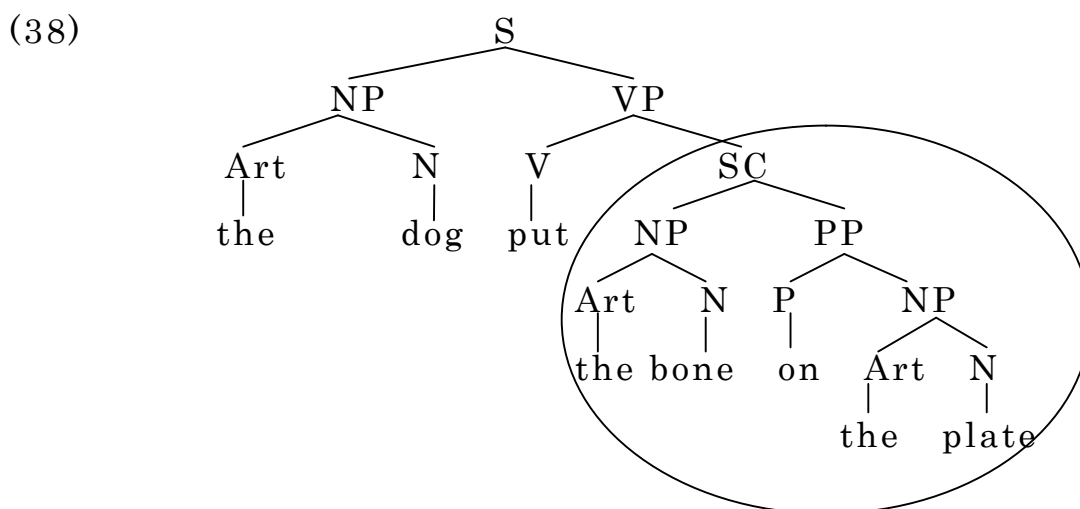 (38) S
NP VP
Art N V SC
the dog put NP PP
Art N P NP
the bone on Art N
the plate